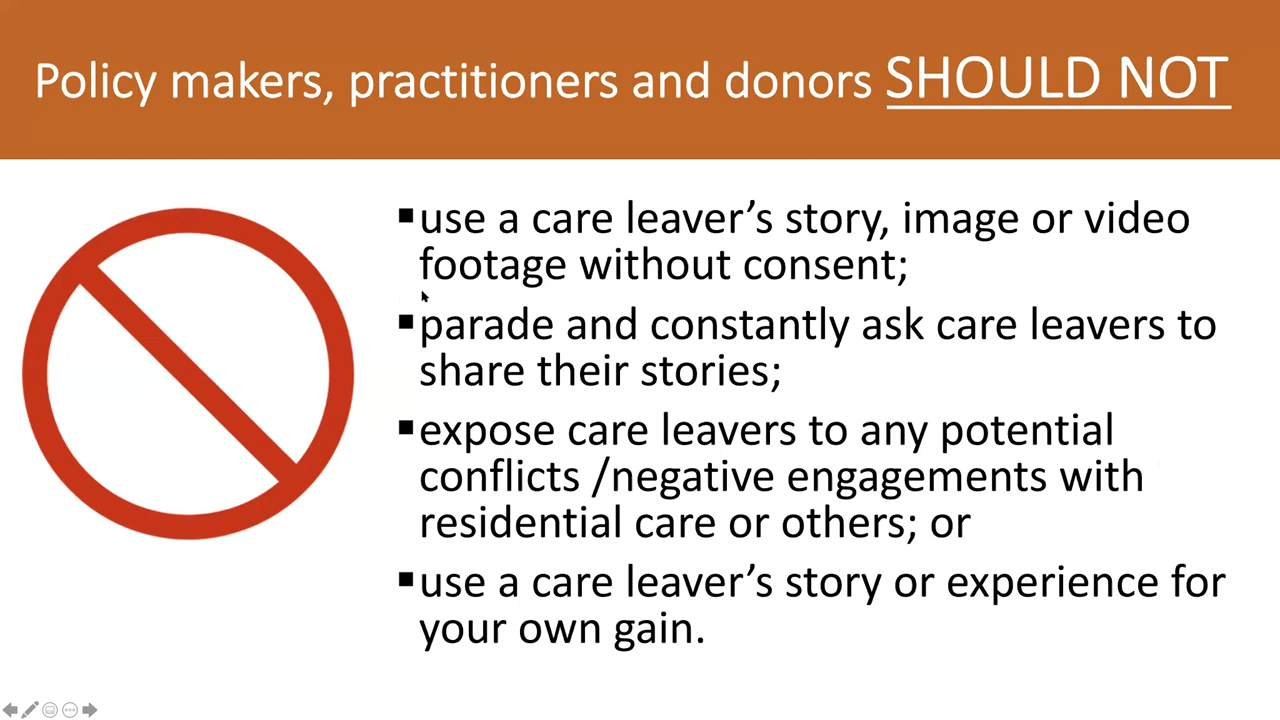 Policy makers, practitioners and donors SHOULD NOT
▪use a care leaver’s story, image or video
footage without consent;
▪parade and constantly ask care leavers to
share their stories;
▪expose care leavers to any potential
conflicts /negative engagements with
residential care or others; or
▪use a care leaver’s story or experience for
your own gain.